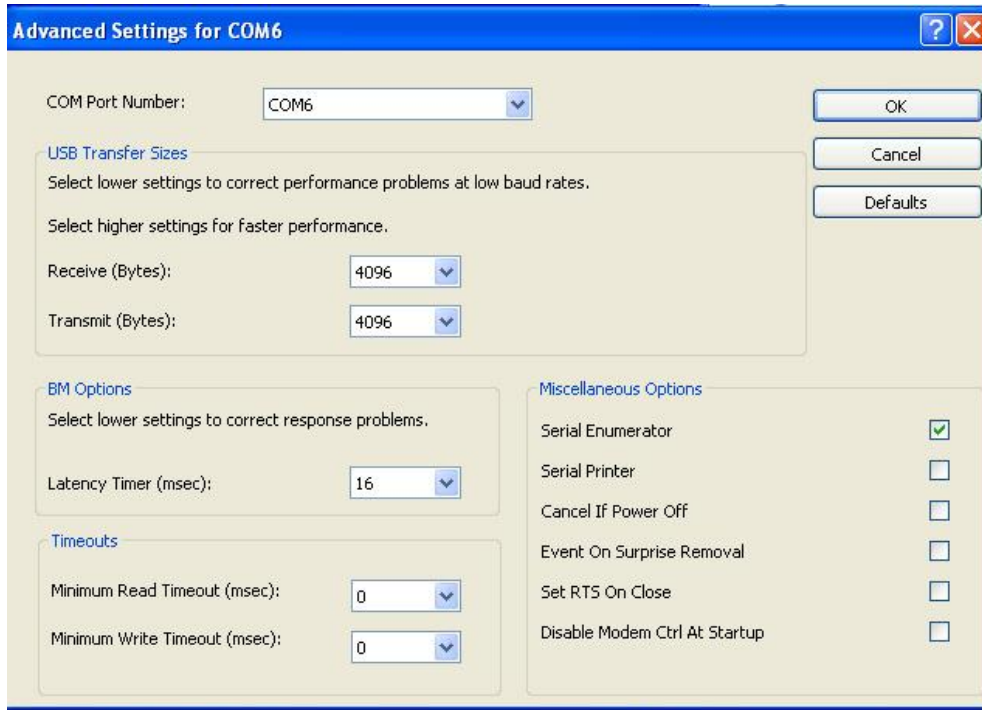 Advanced Settings for COM6
COM Port Number: COM6
OK
Cancel
Defaults
USB Transfer Sizes
Select lower settings to correct performance problems at low baud rates.
Select higher settings for faster performance.
Receive (Bytes): 4096
Transmit (Bytes): 4096
BM Options
Select lower settings to correct response problems.
Latency Timer (msec): 16
Timeouts
Minimum Read Timeout (msec): 0
Minimum Write Timeout (msec): 0
Miscellaneous Options
Serial Enumerator
Serial Printer
Cancel If Power Off
Event On Surprise Removal
Set RTS On Close
Disable Modem Ctrl At Startup